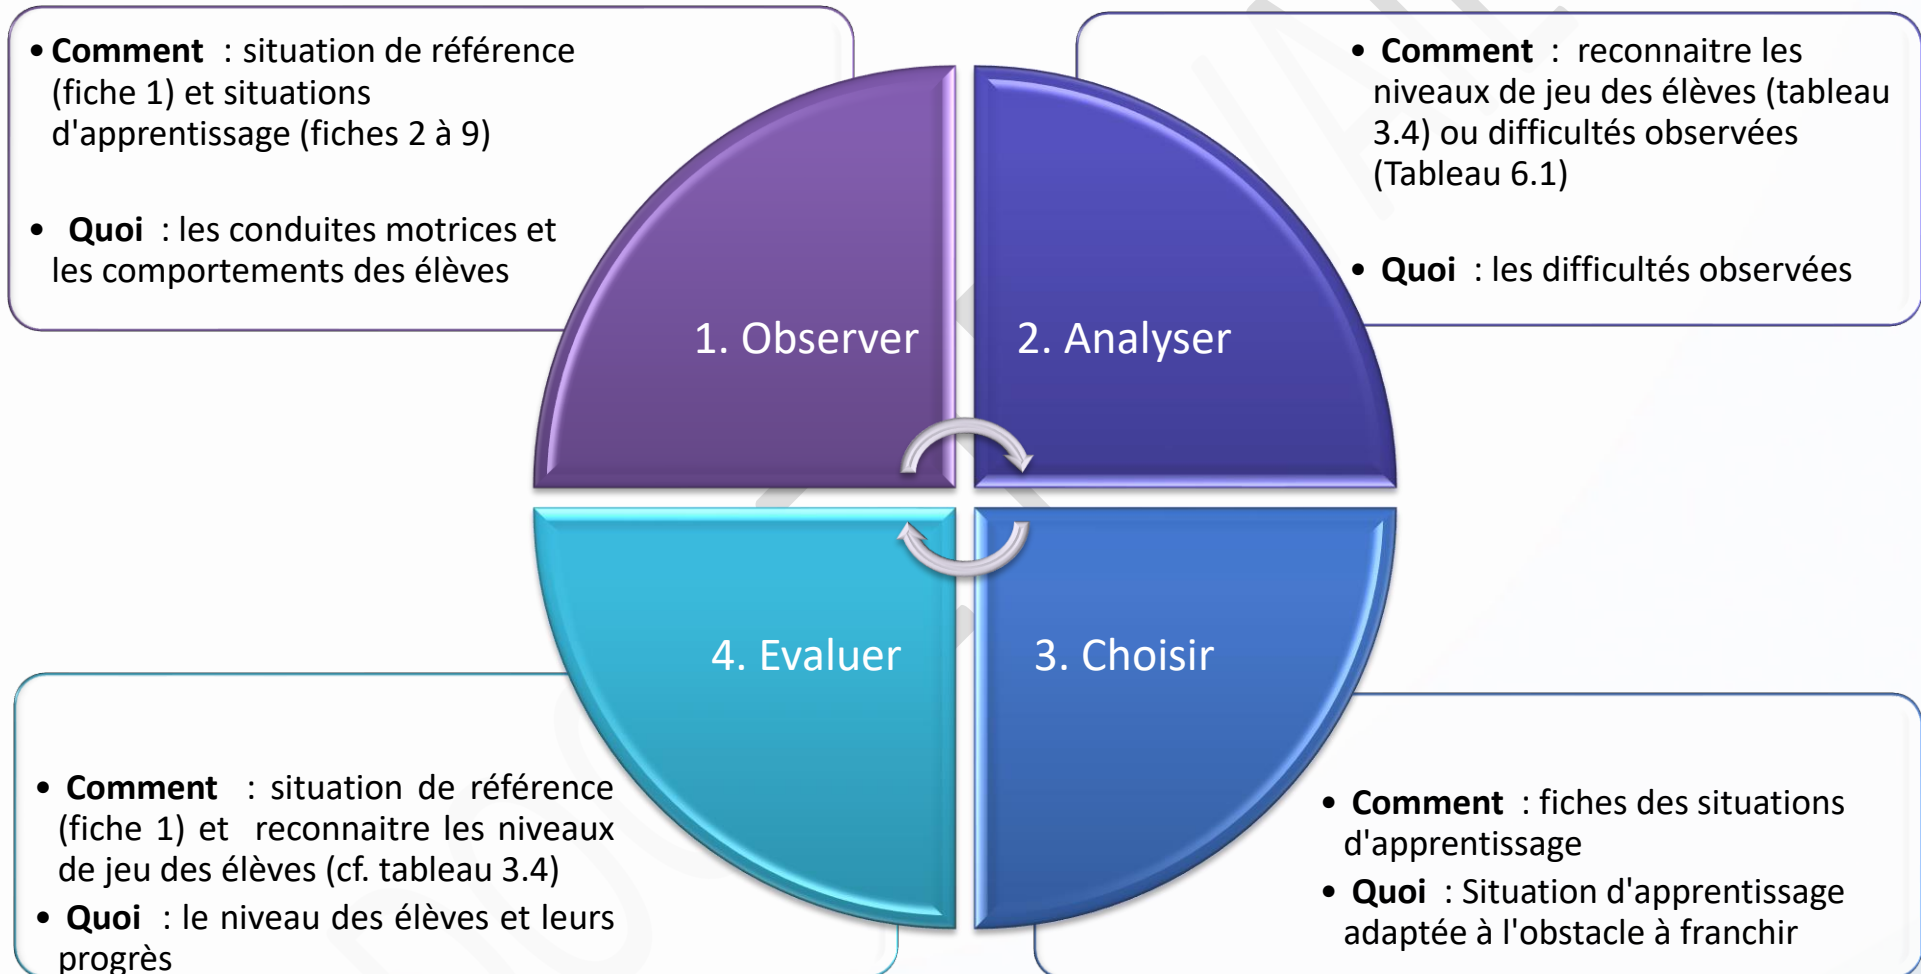 • Comment : situation de référence
(fiche 1) et situations
d'apprentissage (fiches 2 à 9)
• Quoi : les conduites motrices et
les comportements des élèves
• Comment : reconnaitre les
niveaux de jeu des élèves (tableau
3.4) ou difficultés observées
(Tableau 6.1)
• Quoi : les difficultés observées
1. Observer
2. Analyser
4. Evaluer
3. Choisir
• Comment : situation de référence
(fiche 1) et reconnaitre les niveaux
de jeu des élèves (cf. tableau 3.4)
• Quoi : le niveau des élèves et leurs
progrès
• Comment : fiches des situations
d'apprentissage
• Quoi : Situation d'apprentissage
adaptée à l'obstacle à franchir